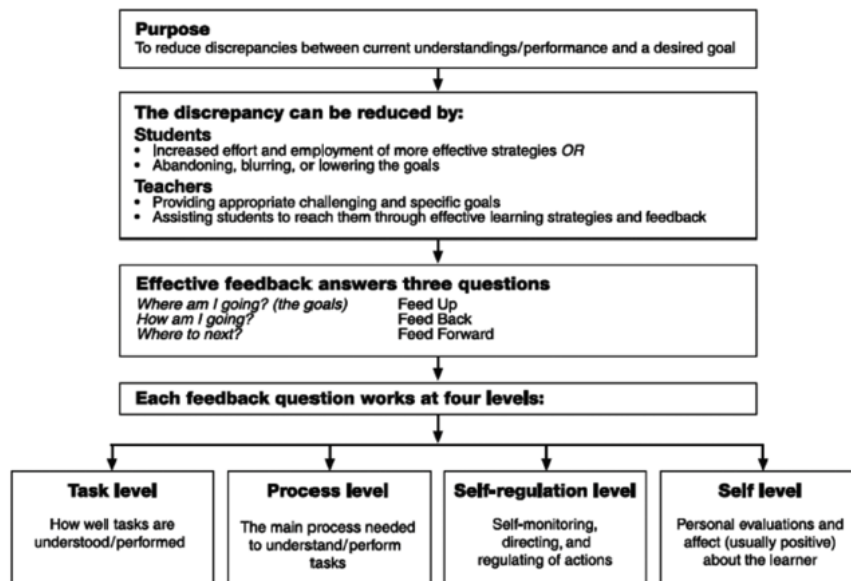 Purpose
To reduce discrepancies between current understandings/performance and a desired goal
The discrepancy can be reduced by:
Students
• Increased effort and employment of more effective strategies OR
• Abandoning, blurring, or lowering the goals
Teachers
• Providing appropriate challenging and specific goals
• Assisting students to reach them through effective learning strategies and feedback
Effective feedback answers three questions
Where am I going? (the goals) Feed Up
How am I going? Feed Back
Where to next? Feed Forward
Each feedback question works at four levels:
Task level
How well tasks are
understood/performed
Process level
The main process needed
to understand/perform
tasks
Self-regulation level
Self-monitoring,
directing, and
regulating of actions
Self level
Personal evaluations and
affect (usually positive)
about the learner